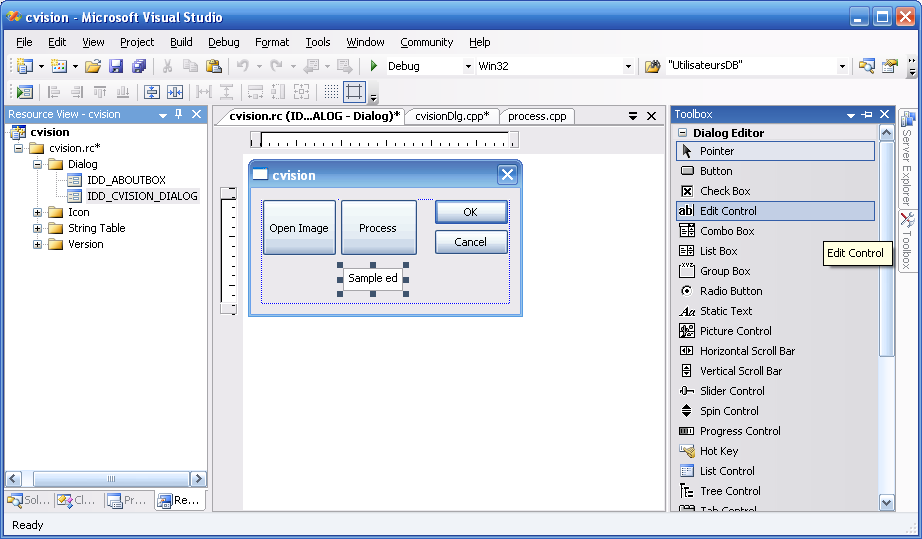 cvision - Microsoft Visual Studio
File Edit View Project Build Debug Format Tools Window Community Help
Debug Win32 "UtilisateursDB"
Resource View - cvision
cvision
cvision.rc*
Dialog
IDD_ABOUTBOX
IDD_CVISION_DIALOG
Icon
String Table
Version
Sol... Cl... Pr... Re...
cvision.rc (ID...ALOG - Dialog)* cvisionDlg.cpp* process.cpp
cvision
Open Image Process OK
Cancel
Sample ed
Toolbox
Dialog Editor
Pointer
Button
Check Box
ab| Edit Control
Combo Box
List Box
XYZ Group Box
Radio Button
Aa Static Text
Picture Control
Horizontal Scroll Bar
Vertical Scroll Bar
Slider Control
Spin Control
Progress Control
Hot Key
List Control
Tree Control
Tab Control
Edit Control
Server Explorer
Toolbox
Ready